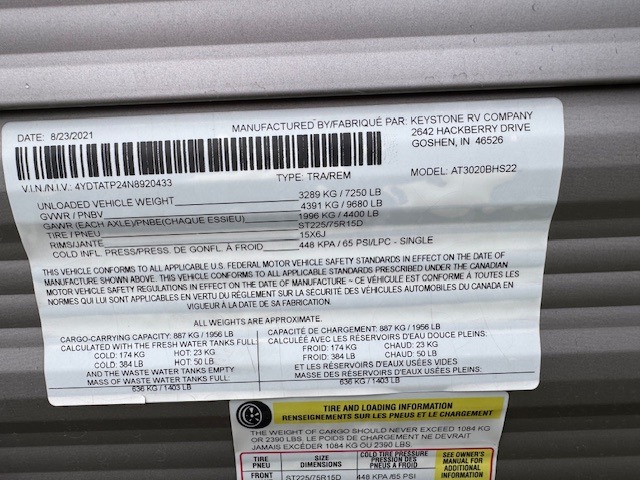 DATE: 8/23/2021
MANUFACTURED BY/FABRIQUÉ PAR: KEYSTONE RV COMPANY
2642 HACKBERRY DRIVE
GOSHEN, IN 46526
V.I.N./N.I.V.: 4YDTATP24N8920433
TYPE: TRA/REM
MODEL: AT3020BHS22
UNLOADED VEHICLE WEIGHT 3289 KG / 7250 LB
GVWR / PNBV 4391 KG / 9680 LB
GAWR (EACH AXLE)/PNBE(CHAQUE ESSIEU) 1996 KG / 4400 LB
TIRE / PNEU ST225/75R15D
RIMS/JANTE 15X6J
COLD INFL. PRESS/PRESS. DE GONFL. À FROID 448 KPA / 65 PSI/LPC - SINGLE
THIS VEHICLE CONFORMS TO ALL APPLICABLE U.S. FEDERAL MOTOR VEHICLE SAFETY STANDARDS IN EFFECT ON THE DATE OF
MANUFACTURE SHOWN ABOVE. THIS VEHICLE CONFORMS TO ALL APPLICABLE STANDARDS PRESCRIBED UNDER THE CANADIAN
MOTOR VEHICLE SAFETY REGULATIONS IN EFFECT ON THE DATE OF MANUFACTURE ~ CE VÉHICULE EST CONFORME À TOUTES LES
NORMES QUI LUI SONT APPLICABLES EN VERTU DU RÈGLEMENT SUR LA SÉCURITÉ DES VÉHICULES AUTOMOBILES DU CANADA EN
VIGUEUR À LA DATE DE SA FABRICATION.
ALL WEIGHTS ARE APPROXIMATE.
CARGO-CARRYING CAPACITY: 887 KG / 1956 LB
CALCULATED WITH THE FRESH WATER TANKS FULL:
COLD: 174 KG HOT: 23 KG
COLD: 384 LB HOT: 50 LB.
AND THE WASTE WATER TANKS EMPTY
MASS OF WASTE WATER TANKS FULL:
636 KG / 1403 LB
CAPACITÉ DE CHARGEMENT: 887 KG / 1956 LB
CALCULÉE AVEC LES RÉSERVOIRS D'EAU DOUCE PLEINS:
FROID: 174 KG CHAUD: 23 KG
FROID: 384 LB CHAUD: 50 LB
ET LES RÉSERVOIRS D'EAUX USÉES VIDES
MASSE DES RÉSERVOIRS D'EAUX USÉES PLEINS:
636 KG / 1403 LB
TIRE AND LOADING INFORMATION
RENSEIGNEMENTS SUR LES PNEUS ET LE CHARGEMENT
THE WEIGHT OF CARGO SHOULD NEVER EXCEED 1084 KG
OR 2390 LBS. LE POIDS DE CHARGEMENT NE DEVRAIT
JAMAIS EXCÉDER 1084 KG OU 2390 LBS.
TIRE
PNEU
SIZE
DIMENSIONS
COLD TIRE PRESSURE
PRESSION DES
PNEUS A FROID
SEE OWNER'S
MANUAL FOR
ADDITIONAL
INFORMATION
FRONT ST225/75R15D 448 KPA /65 PSI